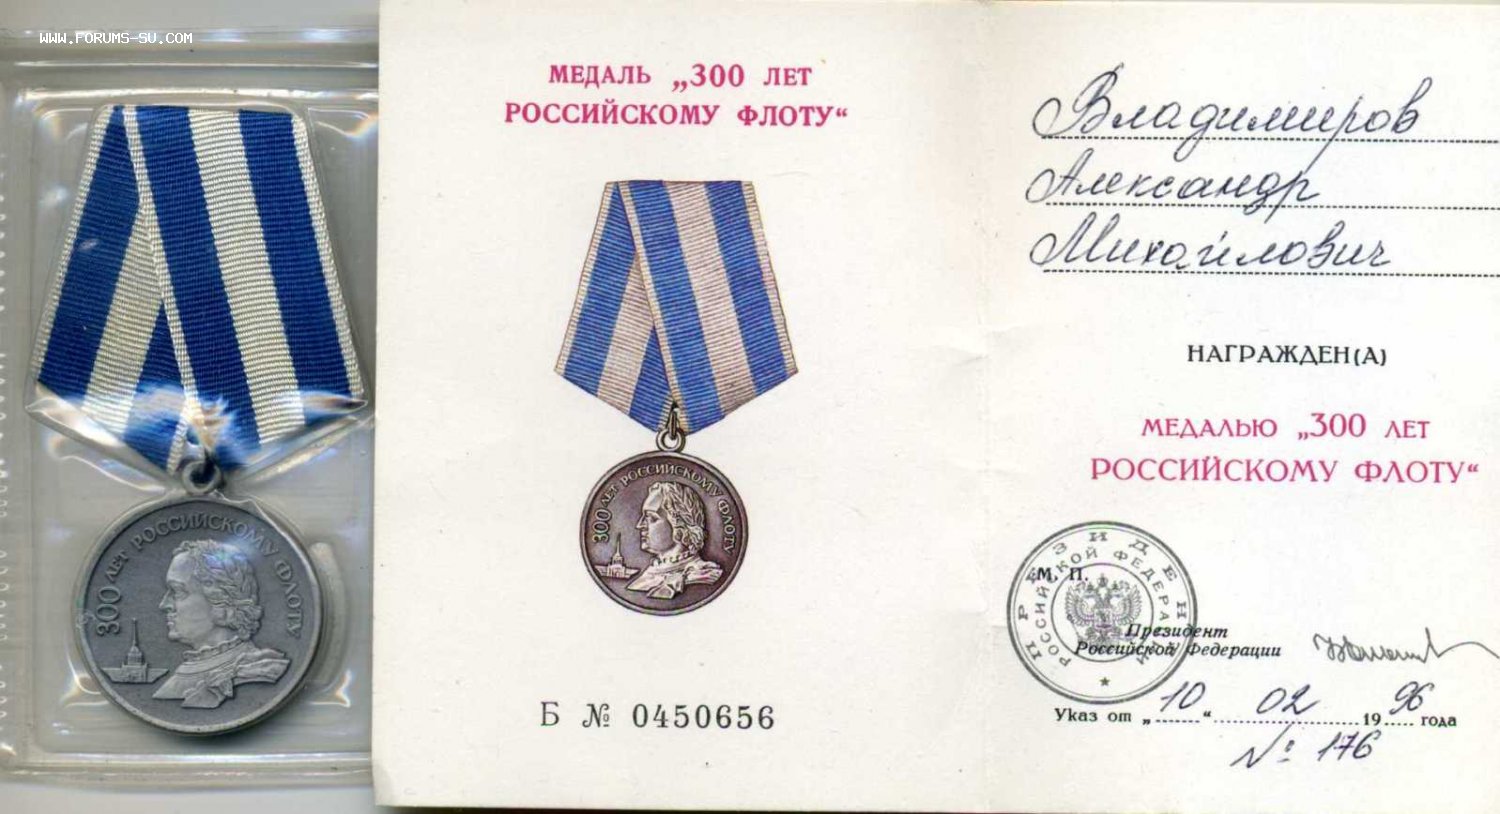 WWW.FORUMS-SU.COM
300 ЛЕТ РОССИЙСКОМУ ФЛОТУ
МЕДАЛЬ „300 ЛЕТ
РОССИЙСКОМУ ФЛОТУ“
300 ЛЕТ РОССИЙСКОМУ ФЛОТУ
Б № 0450656
Владимиров
Александр
Михайлович
НАГРАЖДЕН(А)
МЕДАЛЬЮ „300 ЛЕТ
РОССИЙСКОМУ ФЛОТУ“
ПРЕЗИДЕНТ
РОССИЙСКОЙ ФЕДЕРАЦИИ
М. П.
Президент
Российской Федерации
Указ от „10“ 02 1996 года
№ 176